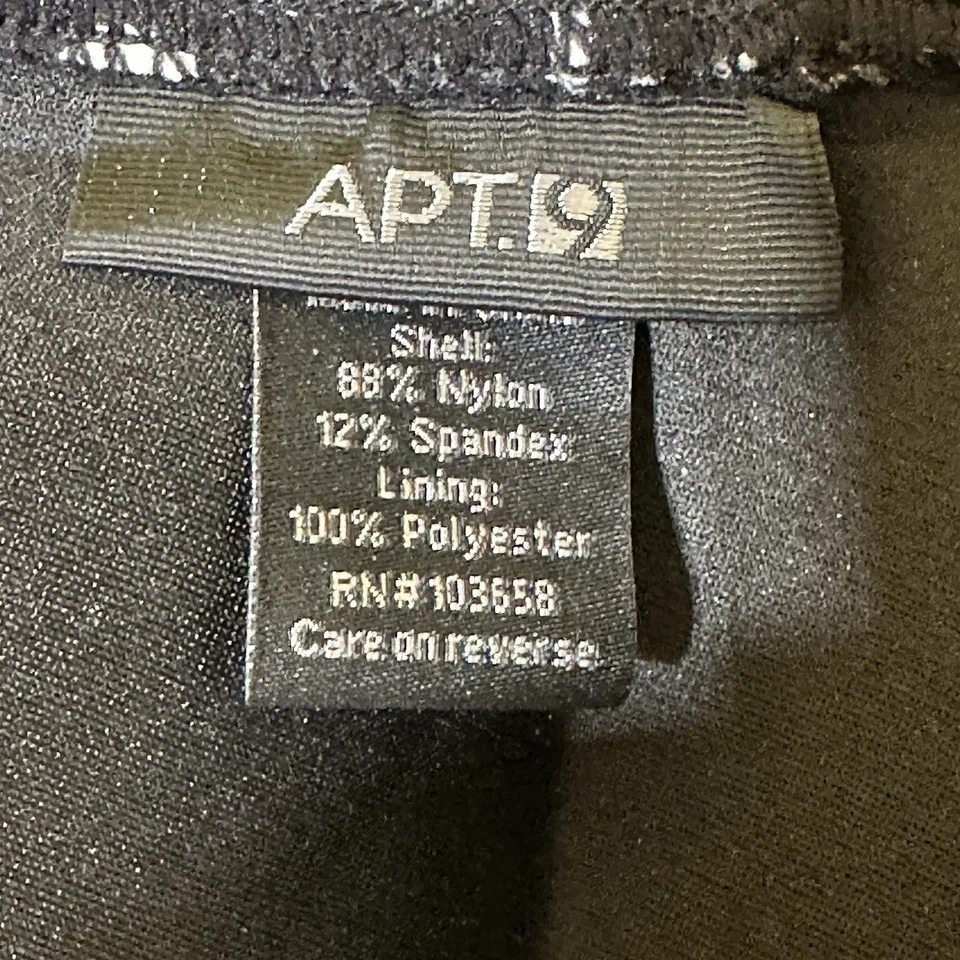 APT.9
Shell:
88% Nylon
12% Spandex
Lining:
100% Polyester
RN#103658
Care on reverse